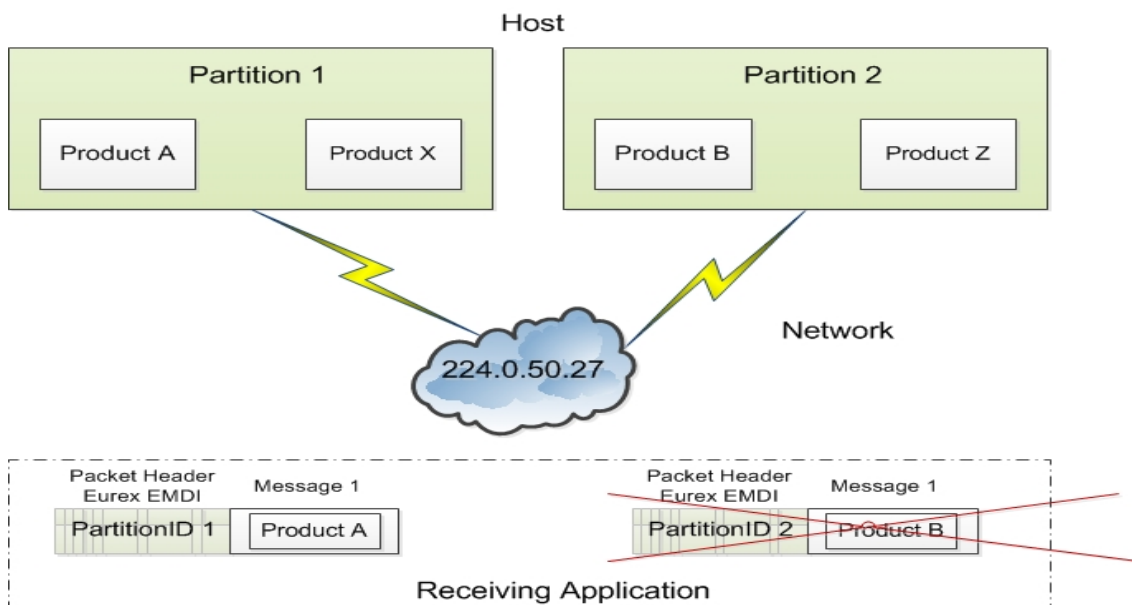 Host
Partition 1
Partition 2
Product A
Product X
Product B
Product Z
224.0.50.27
Network
Packet Header
Eurex EMDI
Message 1
PartitionID 1
Product A
Packet Header
Eurex EMDI
Message 1
PartitionID 2
Product B
Receiving Application